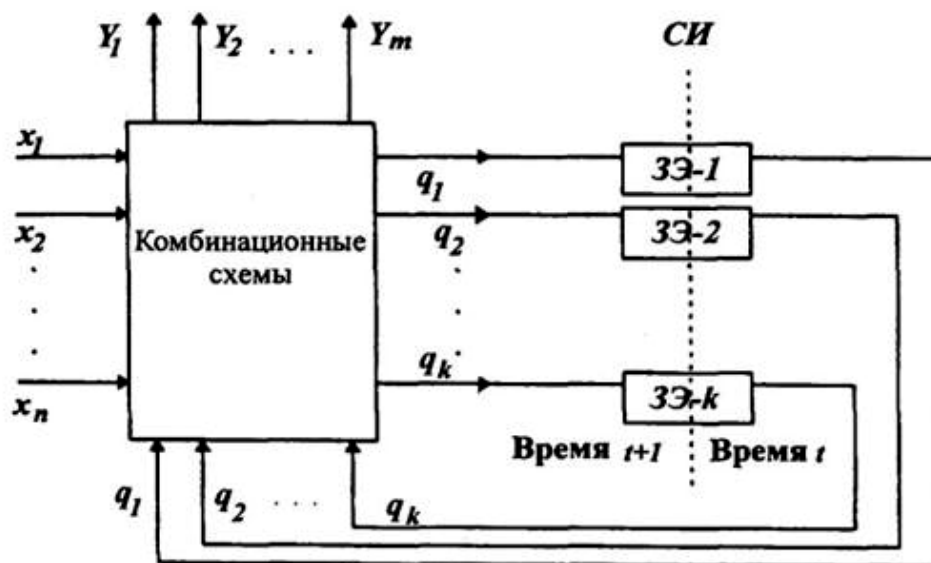 Y1 Y2 . . . Ym СИ
x1
ЗЭ-1
q1
x2
ЗЭ-2
q2
Комбинационные
схемы
qk
xn
ЗЭ-k
Время t+1 Время t
q1 q2 . . . . qk